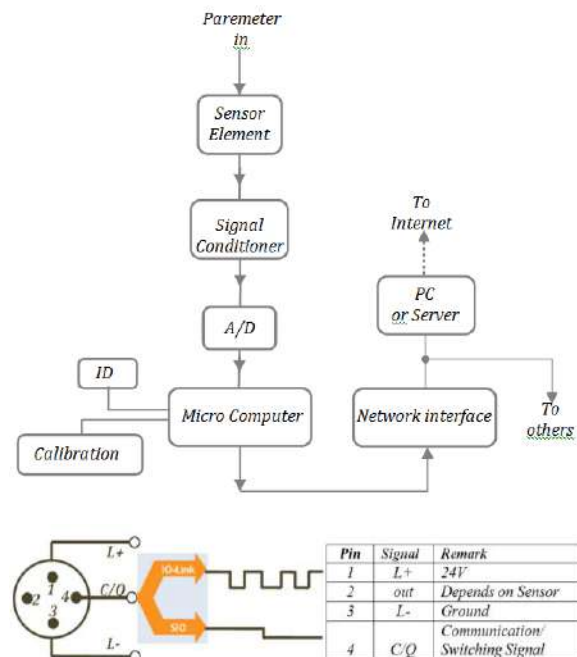 Paremeter
in
Sensor
Element
Signal
Conditioner
A/D
ID
Micro Computer
Calibration
To
Internet
PC
or Server
Network interface
To
others
L+
1
2
4
3
C/Q
L-
IO-Link
SIO
Pin Signal Remark
1 L+ 24V
2 out Depends on Sensor
3 L- Ground
4 C/Q Communication/
Switching Signal